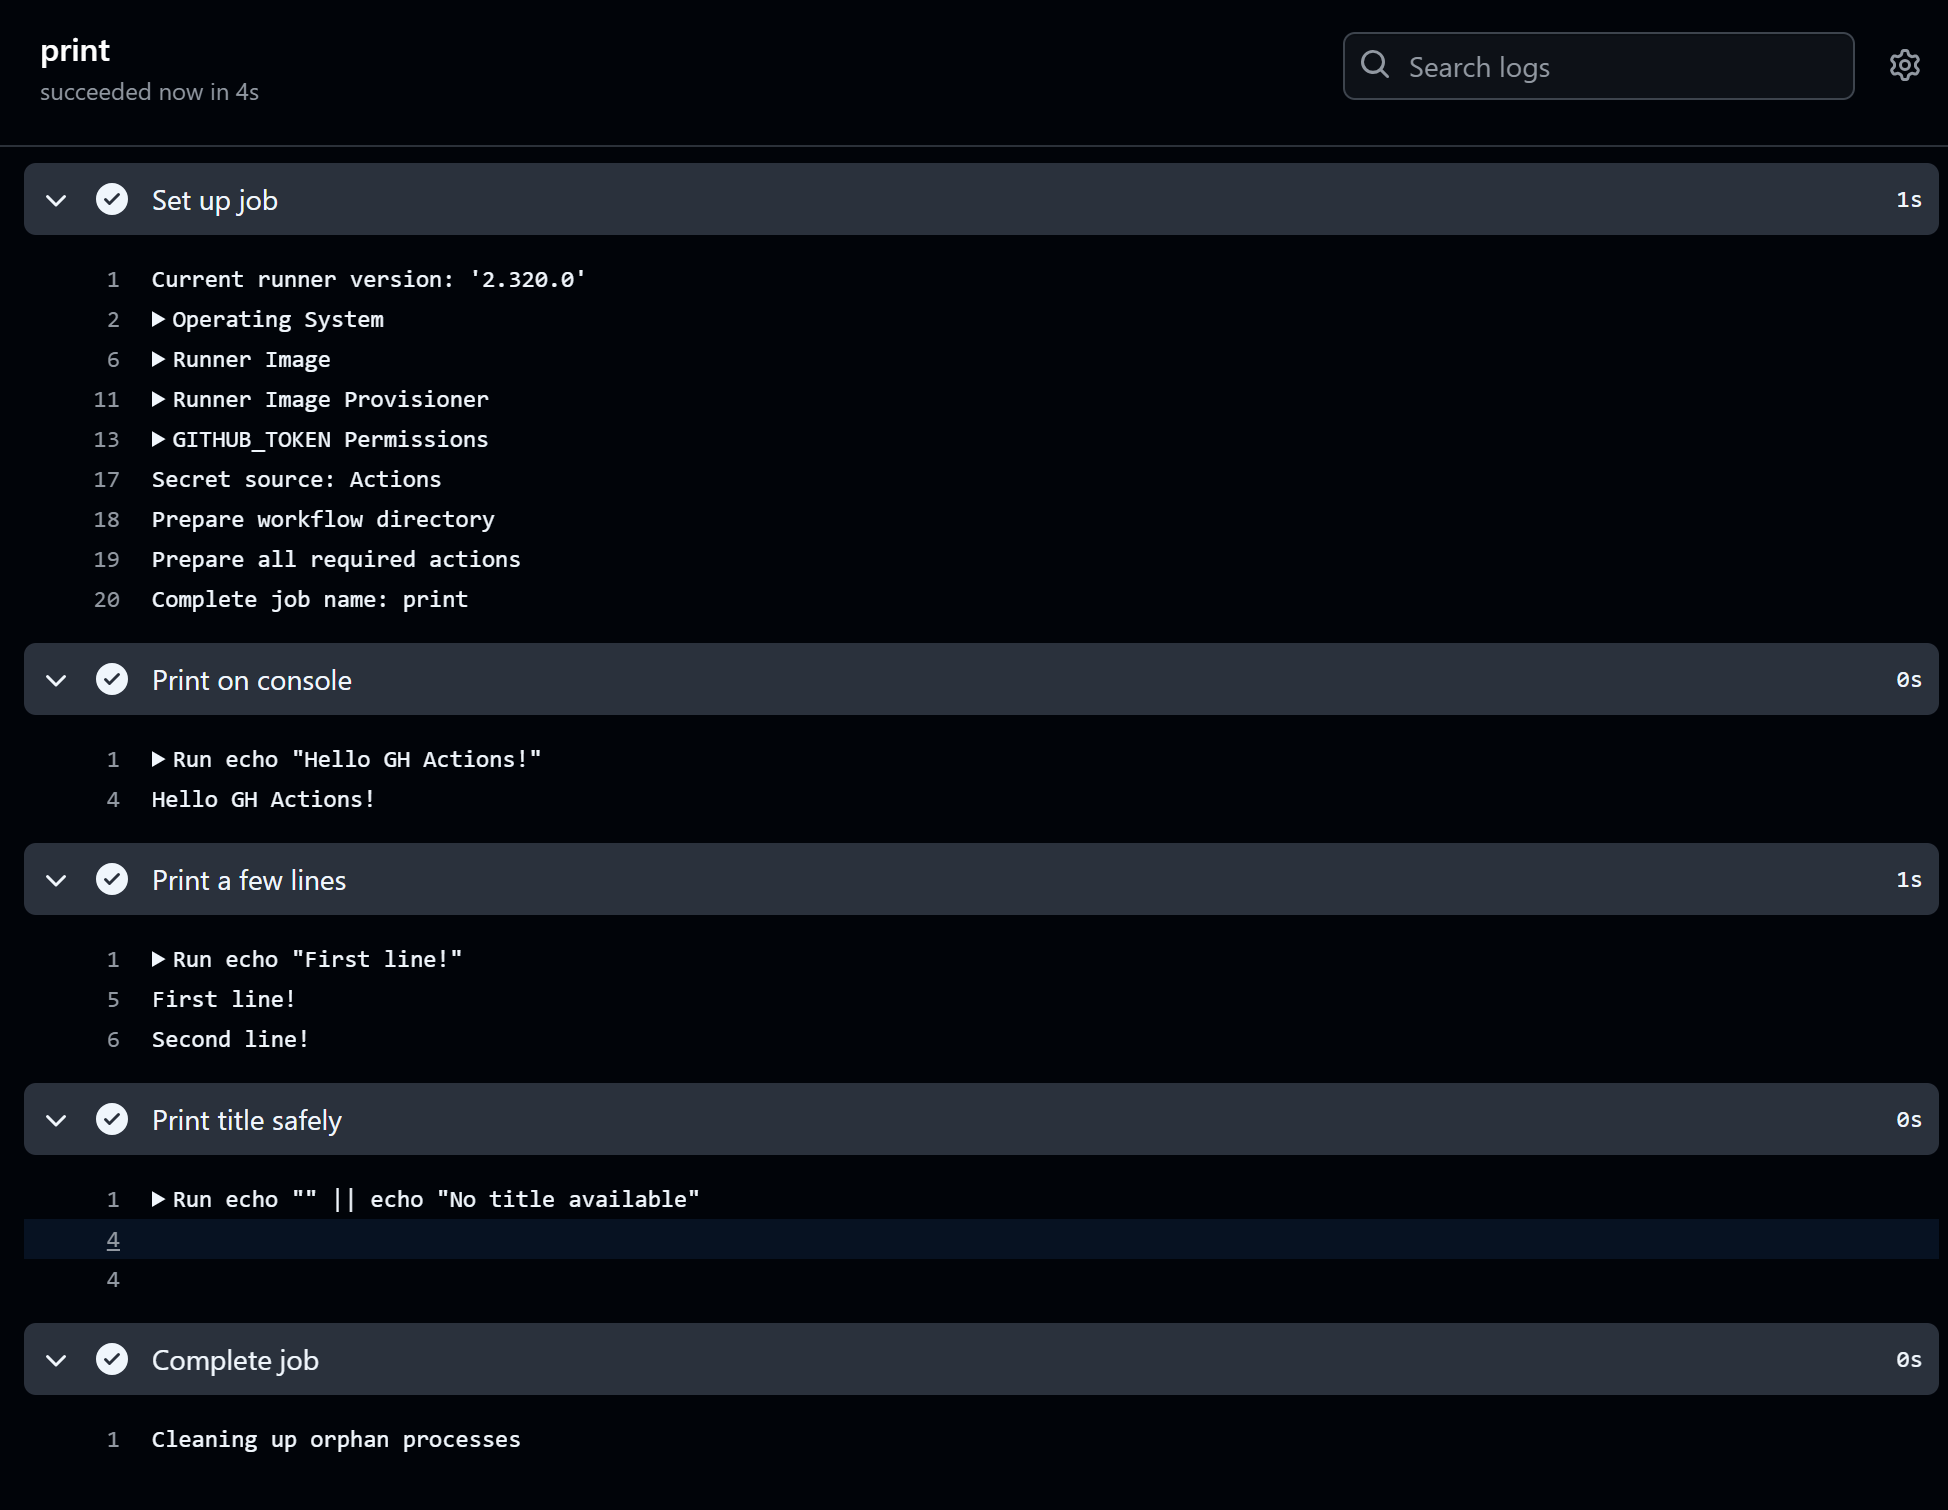 print
succeeded now in 4s
Search logs
Set up job 1s
1 Current runner version: '2.320.0'
2 Operating System
6 Runner Image
11 Runner Image Provisioner
13 GITHUB_TOKEN Permissions
17 Secret source: Actions
18 Prepare workflow directory
19 Prepare all required actions
20 Complete job name: print
Print on console 0s
1 Run echo "Hello GH Actions!"
4 Hello GH Actions!
Print a few lines 1s
1 Run echo "First line!"
5 First line!
6 Second line!
Print title safely 0s
1 Run echo "" || echo "No title available"
4
4
Complete job 0s
1 Cleaning up orphan processes